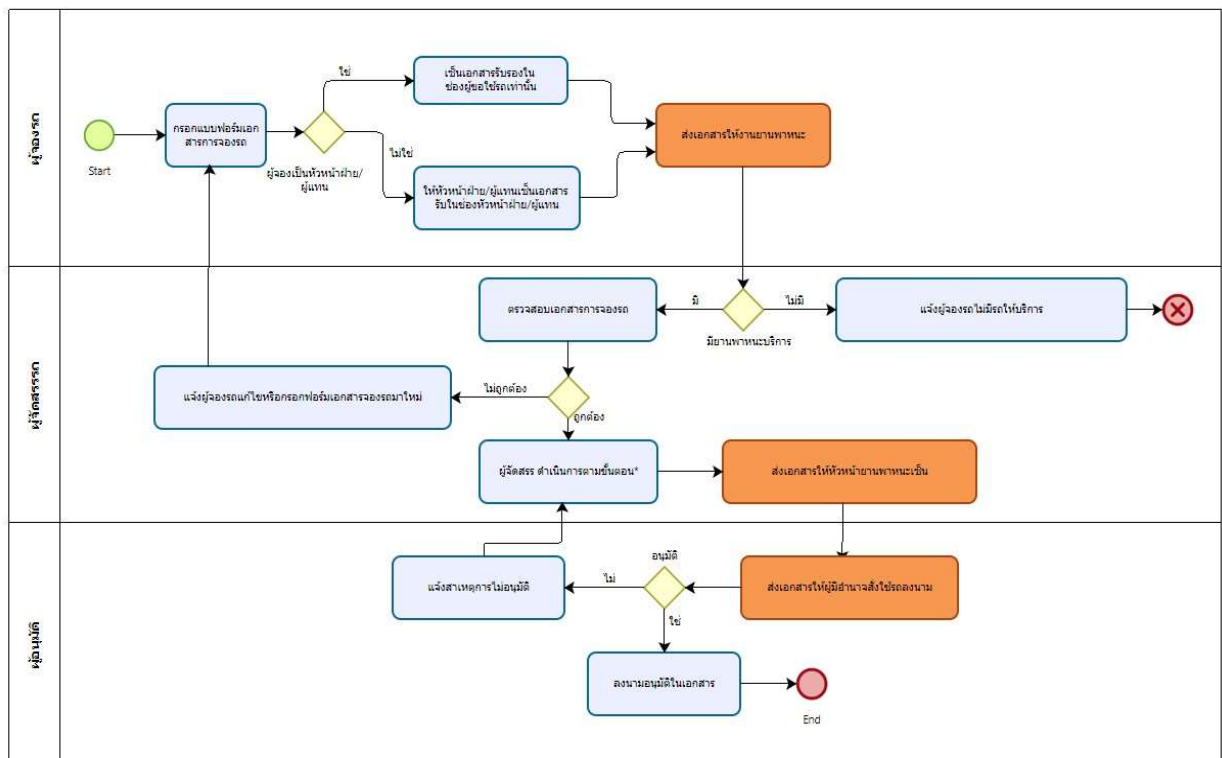 ผู้จองรถ
Start
กรอกแบบฟอร์มเอก
สารการจองรถ
ผู้จองเป็นหัวหน้าฝ่าย/
ผู้แทน
ใช่
ไม่ใช่
เซ็นเอกสารรับรองใน
ช่องผู้ขอใช้รถเท่านั้น
ให้หัวหน้าฝ่าย/ผู้แทนเซ็นเอกสาร
รับในช่องหัวหน้าฝ่าย/ผู้แทน
ส่งเอกสารให้งานยานพาหนะ
ผู้จัดสรรรถ
ตรวจสอบเอกสารการจองรถ
มี
ไม่มี
มียานพาหนะบริการ
แจ้งผู้จองรถไม่มีรถให้บริการ
แจ้งผู้จองรถแก้ไขหรือกรอกฟอร์มเอกสารจองรถมาใหม่
ไม่ถูกต้อง
ถูกต้อง
ผู้จัดสรร ดำเนินการตามขั้นตอน*
ส่งเอกสารให้หัวหน้ายานพาหนะเซ็น
ผู้อนุมัติ
แจ้งสาเหตุการไม่อนุมัติ
ไม่
อนุมัติ
ใช่
ส่งเอกสารให้ผู้มีอำนาจสั่งใช้รถลงนาม
ลงนามอนุมัติในเอกสาร
End